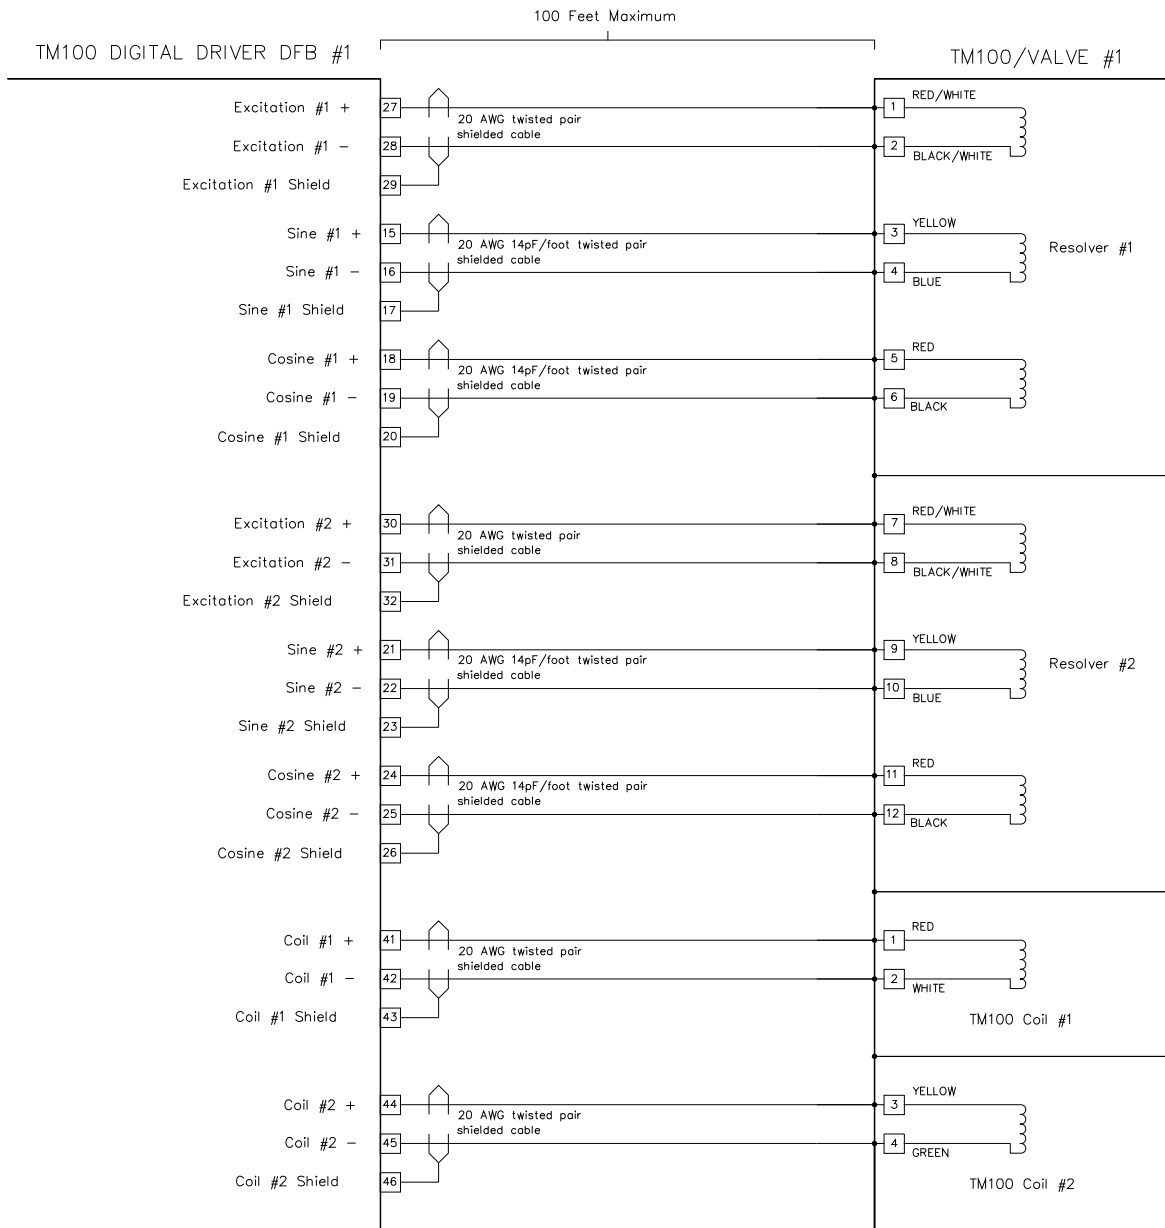 100 Feet Maximum
TM100 DIGITAL DRIVER DFB #1
TM100/VALVE #1
Excitation #1 + 27
20 AWG twisted pair
shielded cable
1 RED/WHITE
Excitation #1 - 28
2 BLACK/WHITE
Excitation #1 Shield 29
Sine #1 + 15
20 AWG 14pF/foot twisted pair
shielded cable
3 YELLOW
Resolver #1
Sine #1 - 16
4 BLUE
Sine #1 Shield 17
Cosine #1 + 18
20 AWG 14pF/foot twisted pair
shielded cable
5 RED
Cosine #1 - 19
6 BLACK
Cosine #1 Shield 20
Excitation #2 + 30
20 AWG twisted pair
shielded cable
7 RED/WHITE
Excitation #2 - 31
8 BLACK/WHITE
Excitation #2 Shield 32
Sine #2 + 21
20 AWG 14pF/foot twisted pair
shielded cable
9 YELLOW
Resolver #2
Sine #2 - 22
10 BLUE
Sine #2 Shield 23
Cosine #2 + 24
20 AWG 14pF/foot twisted pair
shielded cable
11 RED
Cosine #2 - 25
12 BLACK
Cosine #2 Shield 26
Coil #1 + 41
20 AWG twisted pair
shielded cable
1 RED
Coil #1 - 42
2 WHITE
Coil #1 Shield 43
TM100 Coil #1
Coil #2 + 44
20 AWG twisted pair
shielded cable
3 YELLOW
Coil #2 - 45
4 GREEN
Coil #2 Shield 46
TM100 Coil #2